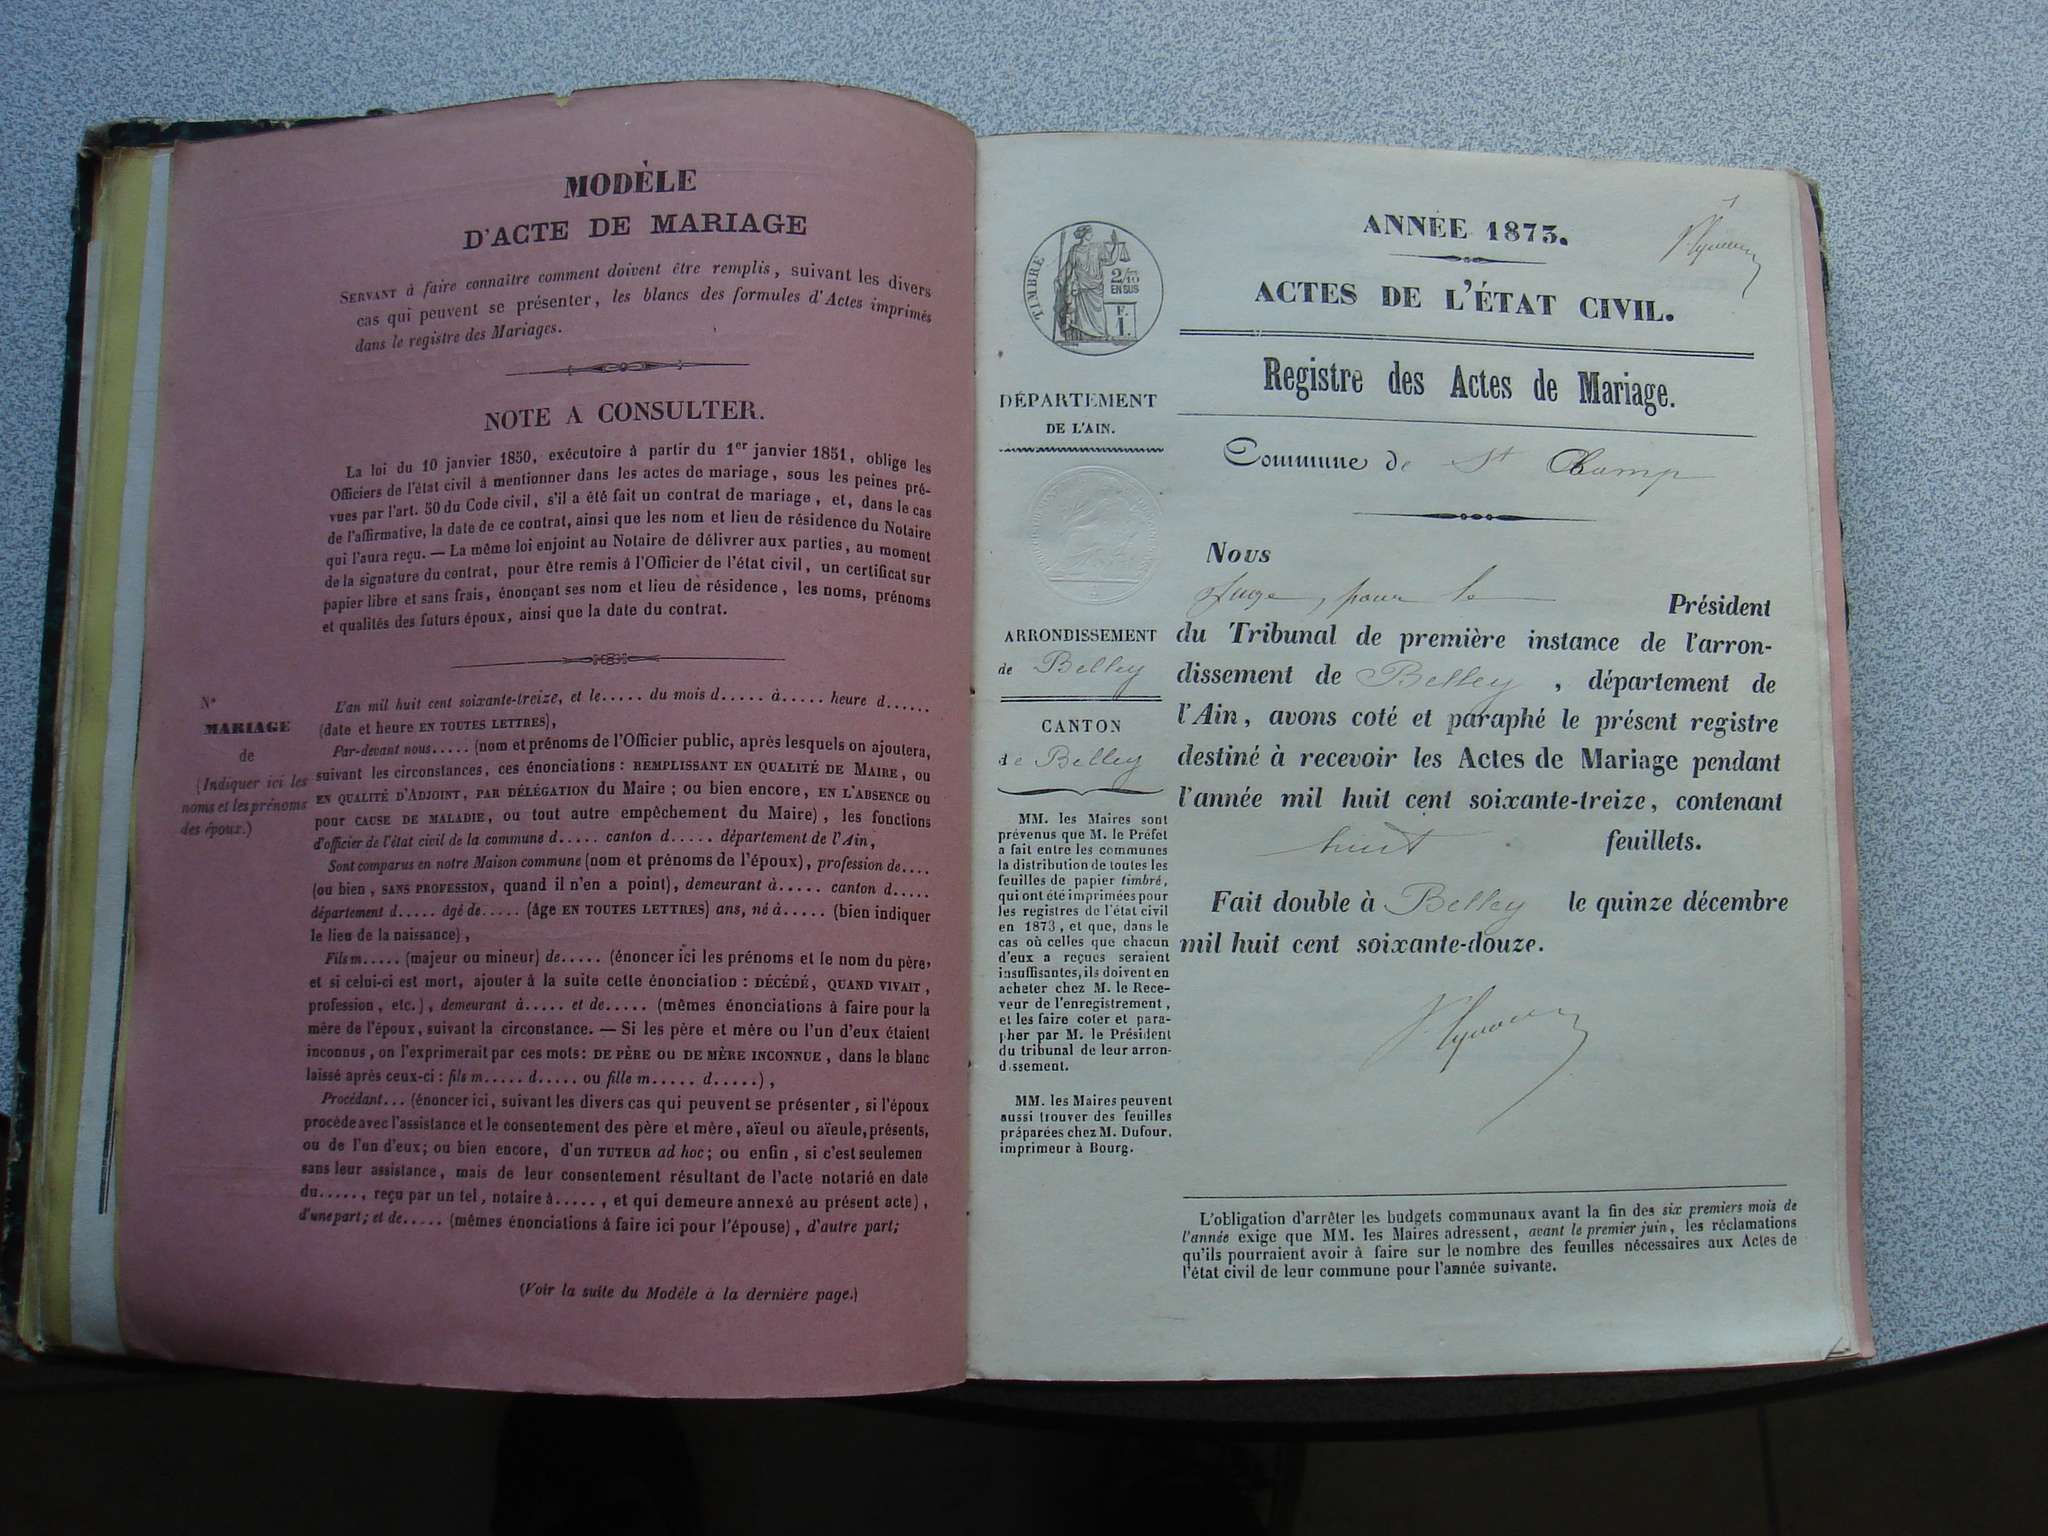 MODÈLE
D'ACTE DE MARIAGE
SERVANT à faire connaître comment doivent être remplis, suivant les divers
cas qui peuvent se présenter, les blancs des formules d'Actes imprimés
dans le registre des Mariages.
NOTE A CONSULTER.
La loi du 10 janvier 1850, exécutoire à partir du 1er janvier 1851, oblige les
Officiers de l'état civil à mentionner dans les actes de mariage, sous les peines pré-
vues par l'art. 50 du Code civil, s'il a été fait un contrat de mariage, et, dans le cas
de l'affirmative, la date de ce contrat, ainsi que les nom et lieu de résidence du Notaire
qui l'aura reçu. — La même loi enjoint au Notaire de délivrer aux parties, au moment
de la signature du contrat, pour être remis à l'Officier de l'état civil, un certificat sur
papier libre et sans frais, énonçant ses nom et lieu de résidence, les noms, prénoms
et qualités des futurs époux, ainsi que la date du contrat.
N°
MARIAGE
de
(Indiquer ici les
noms et les prénoms
des époux.)
L'an mil huit cent soixante-treize, et le..... du mois d..... à..... heure d......
(date et heure EN TOUTES LETTRES),
Par-devant nous..... (nom et prénoms de l'Officier public, après lesquels on ajoutera,
suivant les circonstances, ces énonciations : REMPLISSANT EN QUALITÉ DE MAIRE, OU
EN QUALITÉ D'ADJOINT, PAR DÉLÉGATION du Maire ; ou bien encore, EN L'ABSENCE OU
pour CAUSE DE MALADIE, ou tout autre empêchement du Maire), les fonctions
d'officier de l'état civil de la commune d..... canton d..... département de l'Ain,
Sont comparus en notre Maison commune (nom et prénoms de l'époux), profession de....
(ou bien, SANS PROFESSION, quand il n'en a point), demeurant à..... canton d.....
département d..... âgé de..... (âge EN TOUTES LETTRES) ans, né à..... (bien indiquer
le lieu de la naissance),
Fils m..... (majeur ou mineur) de..... (énoncer ici les prénoms et le nom du père,
et si celui-ci est mort, ajouter à la suite cette énonciation : DÉCÉDÉ, QUAND VIVAIT,
profession, etc.), demeurant à..... et de..... (mêmes énonciations à faire pour la
mère de l'époux, suivant la circonstance. — Si les père et mère ou l'un d'eux étaient
inconnus, on l'exprimerait par ces mots : DE PÈRE OU DE MÈRE INCONNUE, dans le blanc
laissé après ceux-ci : fils m..... d..... ou fille m..... d.....),
Procédant... (énoncer ici, suivant les divers cas qui peuvent se présenter, si l'époux
procède avec l'assistance et le consentement des père et mère, aïeul ou aïeule, présents,
ou de l'un d'eux; ou bien encore, d'un TUTEUR ad hoc; ou enfin, si c'est seulemen
sans leur assistance, mais de leur consentement résultant de l'acte notarié en date
du....., reçu par un tel, notaire à....., et qui demeure annexé au présent acte),
d'une part; et de..... (mêmes énonciations à faire ici pour l'épouse), d'autre part;
(Voir la suite du Modèle à la dernière page.)
1
ANNÉE 1873.
ACTES DE L'ÉTAT CIVIL.
Registre des Actes de Mariage.
Commune de St Champ
TIMBRE
2/10
EN SUS
F.
1.
DÉPARTEMENT
DE L'AIN.
ARRONDISSEMENT
de Belley
CANTON
de Belley
MM. les Maires sont
prévenus que M. le Préfet
a fait entre les communes
la distribution de toutes les
feuilles de papier timbré,
qui ont été imprimées pour
les registres de l'état civil
en 1873, et que, dans le
cas où celles que chacun
d'eux a reçues seraient
insuffisantes, ils doivent en
acheter chez M. le Rece-
veur de l'enregistrement,
et les faire coter et para-
pher par M. le Président
du tribunal de leur arron-
dissement.
MM. les Maires peuvent
aussi trouver des feuilles
préparées chez M. Dufour,
imprimeur à Bourg.
Nous
Juge, pour le Président
du Tribunal de première instance de l'arron-
dissement de Belley, département de
l'Ain, avons coté et paraphé le présent registre
destiné à recevoir les Actes de Mariage pendant
l'année mil huit cent soixante-treize, contenant
huit feuillets.
Fait double à Belley le quinze décembre
mil huit cent soixante-douze.
L'obligation d'arrêter les budgets communaux avant la fin des six premiers mois de
l'année exige que MM. les Maires adressent, avant le premier juin, les réclamations
qu'ils pourraient avoir à faire sur le nombre des feuilles nécessaires aux Actes de
l'état civil de leur commune pour l'année suivante.